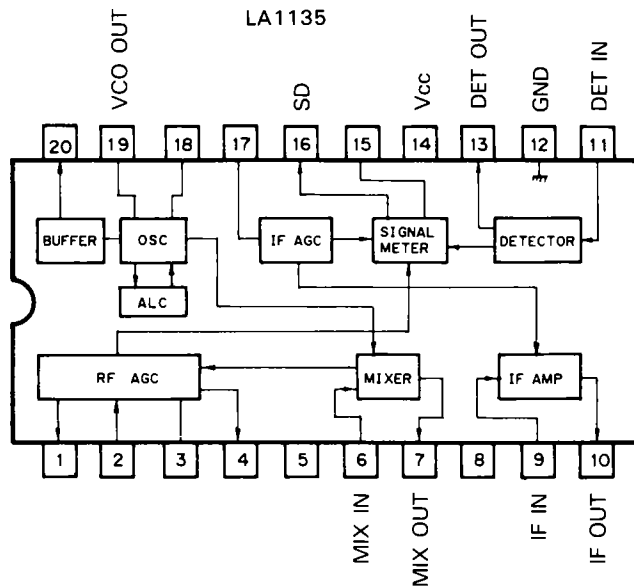 LA1135
VCO OUT
SD
Vcc
DET OUT
GND
DET IN
20
19
18
17
16
15
14
13
12
11
BUFFER
OSC
IF AGC
SIGNAL
METER
DETECTOR
ALC
RF AGC
MIXER
IF AMP
1
2
3
4
5
6
7
8
9
10
MIX IN
MIX OUT
IF IN
IF OUT